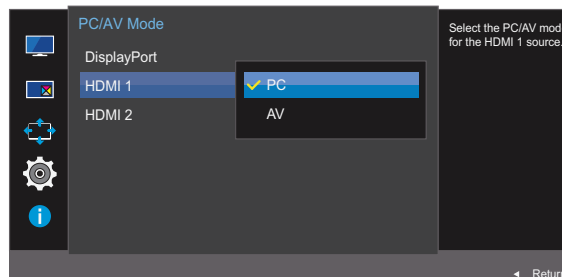 PC/AV Mode
DisplayPort
HDMI 1
HDMI 2
PC
AV
Select the PC/AV mod
for the HDMI 1 source.
Return